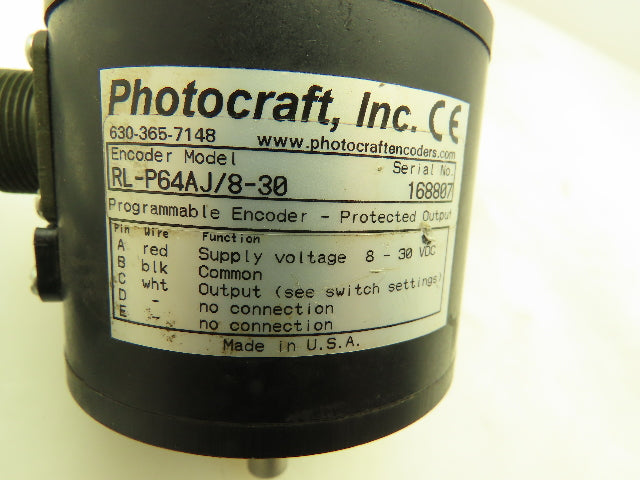 Photocraft, Inc. CE
630-365-7148 www.photocraftencoders.com
Encoder Model Serial No.
RL-P64AJ/8-30 168807
Programmable Encoder - Protected Output
Pin Wire Function
A red Supply voltage 8 - 30 VDC
B blk Common
C wht Output (see switch settings)
D - no connection
E - no connection
Made in U.S.A.